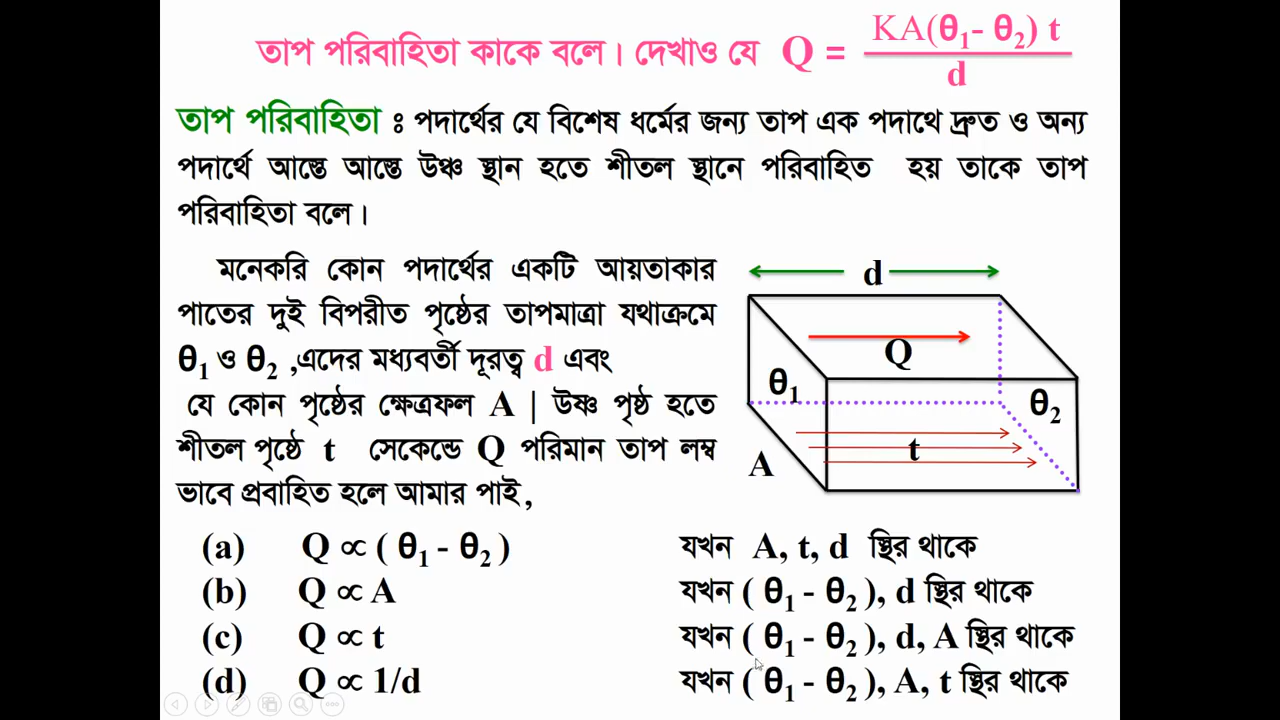 তাপ পরিবাহিতা কাকে বলে। দেখাও যে Q = KA(θ₁- θ₂) t / d
তাপ পরিবাহিতা : পদার্থের যে বিশেষ ধর্মের জন্য তাপ এক পদাথে দ্রুত ও অন্য
পদার্থে আস্তে আস্তে উঞ্চ স্থান হতে শীতল স্থানে পরিবাহিত হয় তাকে তাপ
পরিবাহিতা বলে।
মনেকরি কোন পদার্থের একটি আয়তাকার
পাতের দুই বিপরীত পৃষ্ঠের তাপমাত্রা যথাক্রমে
θ₁ ও θ₂ ,এদের মধ্যবর্তী দূরত্ব d এবং
যে কোন পৃষ্ঠের ক্ষেত্রফল A | উষ্ণ পৃষ্ঠ হতে
শীতল পৃষ্ঠে t সেকেন্ডে Q পরিমান তাপ লম্ব
ভাবে প্রবাহিত হলে আমার পাই,
d
Q
θ₁
θ₂
t
A
(a) Q ∝ ( θ₁ - θ₂ ) যখন A, t, d স্থির থাকে
(b) Q ∝ A যখন ( θ₁ - θ₂ ), d স্থির থাকে
(c) Q ∝ t যখন ( θ₁ - θ₂ ), d, A স্থির থাকে
(d) Q ∝ 1/d যখন ( θ₁ - θ₂ ), A, t স্থির থাকে